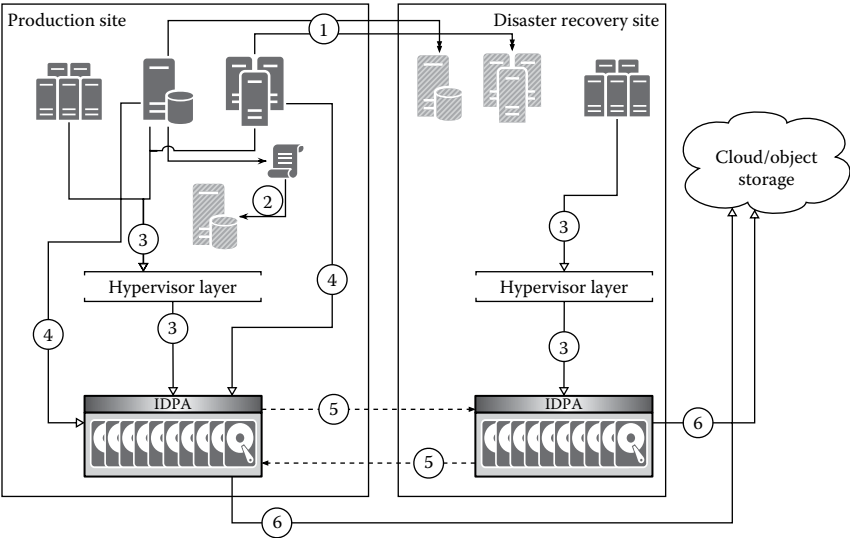 Production site
1
Disaster recovery site
Cloud/object
storage
2
3
3
4
Hypervisor layer
Hypervisor layer
4
3
3
IDPA
5
IDPA
6
5
6